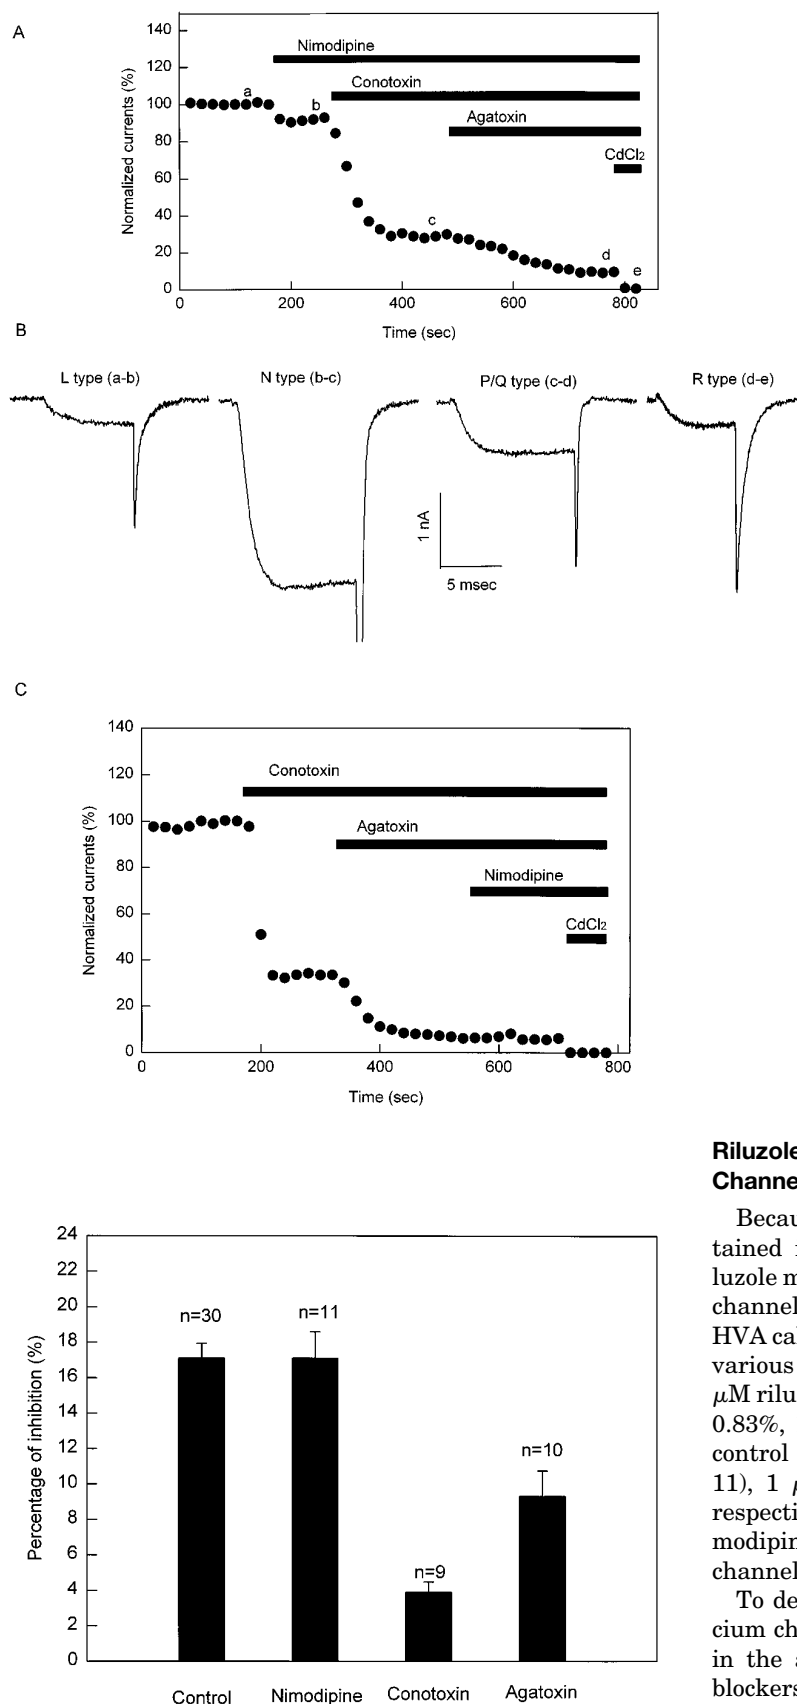 A
Normalized currents (%)
140
120
100
80
60
40
20
0
Nimodipine
Conotoxin
Agatoxin
CdCl2
a
b
c
d
e
0
200
400
600
800
Time (sec)
B
L type (a-b)
N type (b-c)
P/Q type (c-d)
R type (d-e)
1 nA
5 msec
C
Normalized currents (%)
140
120
100
80
60
40
20
0
Conotoxin
Agatoxin
Nimodipine
CdCl2
0
200
400
600
800
Time (sec)
Percentage of inhibition (%)
24
22
20
18
16
14
12
10
8
6
4
2
0
n=30
n=11
n=9
n=10
Control
Nimodipine
Conotoxin
Agatoxin
Riluzole
Channe
Becau
tained r
luzole m
channel
HVA cal
various
μM rilu
0.83%,
control
11), 1 μ
respecti
modipin
channel
To de
cium ch
in the a
blockers